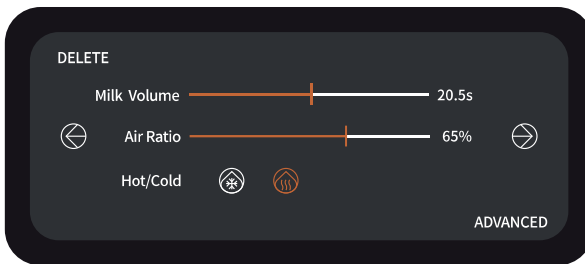 DELETE
Milk Volume 20.5s
Air Ratio 65%
Hot/Cold
ADVANCED